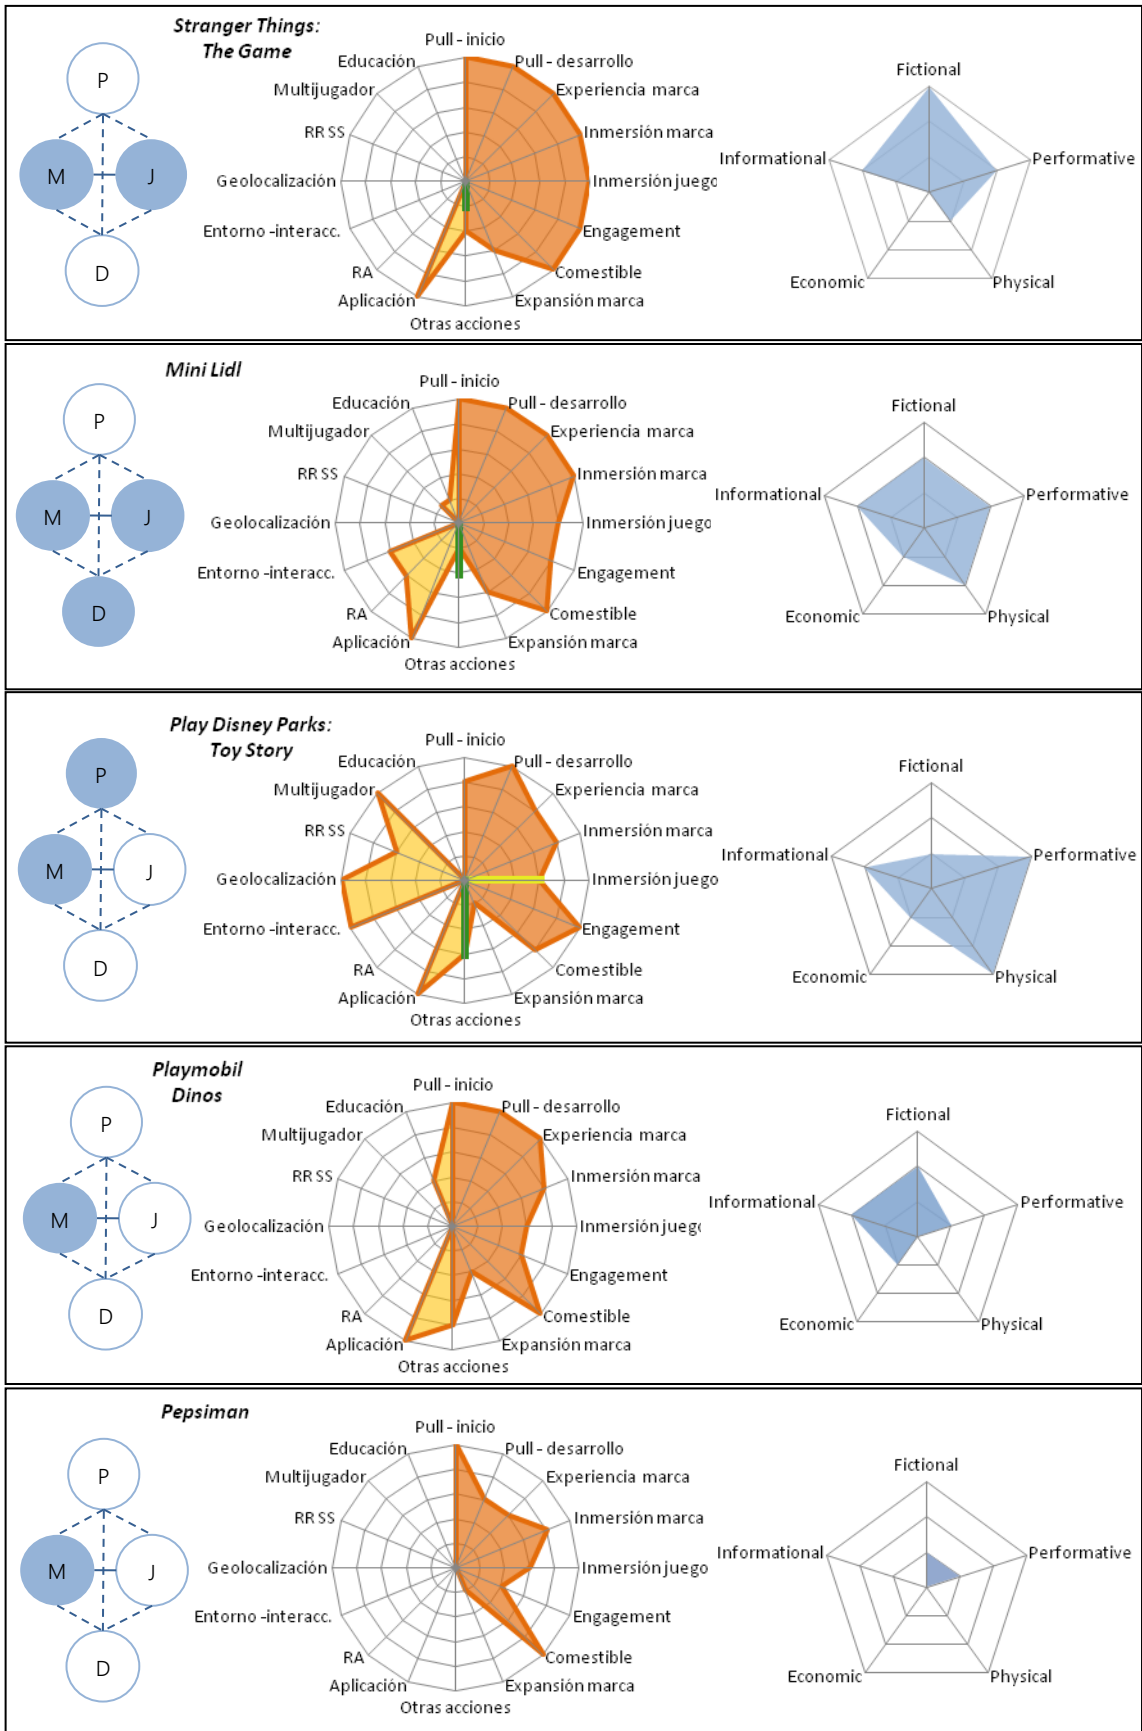 Stranger Things:
The Game
P
M
J
D
Pull - inicio
Pull - desarrollo
Experiencia marca
Inmersión marca
Inmersión juego
Engagement
Comestible
Expansión marca
Otras acciones
Aplicación
RA
Entorno -interacc.
Geolocalización
RR SS
Multijugador
Educación
Fictional
Performative
Physical
Economic
Informational
Mini Lidl
P
M
J
D
Pull - inicio
Pull - desarrollo
Experiencia marca
Inmersión marca
Inmersión juego
Engagement
Comestible
Expansión marca
Otras acciones
Aplicación
RA
Entorno -interacc.
Geolocalización
RR SS
Multijugador
Educación
Fictional
Performative
Physical
Economic
Informational
Play Disney Parks:
Toy Story
P
M
J
D
Pull - inicio
Pull - desarrollo
Experiencia marca
Inmersión marca
Inmersión juego
Engagement
Comestible
Expansión marca
Otras acciones
Aplicación
RA
Entorno -interacc.
Geolocalización
RR SS
Multijugador
Educación
Fictional
Performative
Physical
Economic
Informational
Playmobil
Dinos
P
M
J
D
Pull - inicio
Pull - desarrollo
Experiencia marca
Inmersión marca
Inmersión juego
Engagement
Comestible
Expansión marca
Otras acciones
Aplicación
RA
Entorno -interacc.
Geolocalización
RR SS
Multijugador
Educación
Fictional
Performative
Physical
Economic
Informational
Pepsiman
P
M
J
D
Pull - inicio
Pull - desarrollo
Experiencia marca
Inmersión marca
Inmersión juego
Engagement
Comestible
Expansión marca
Otras acciones
Aplicación
RA
Entorno -interacc.
Geolocalización
RR SS
Multijugador
Educación
Fictional
Performative
Physical
Economic
Informational